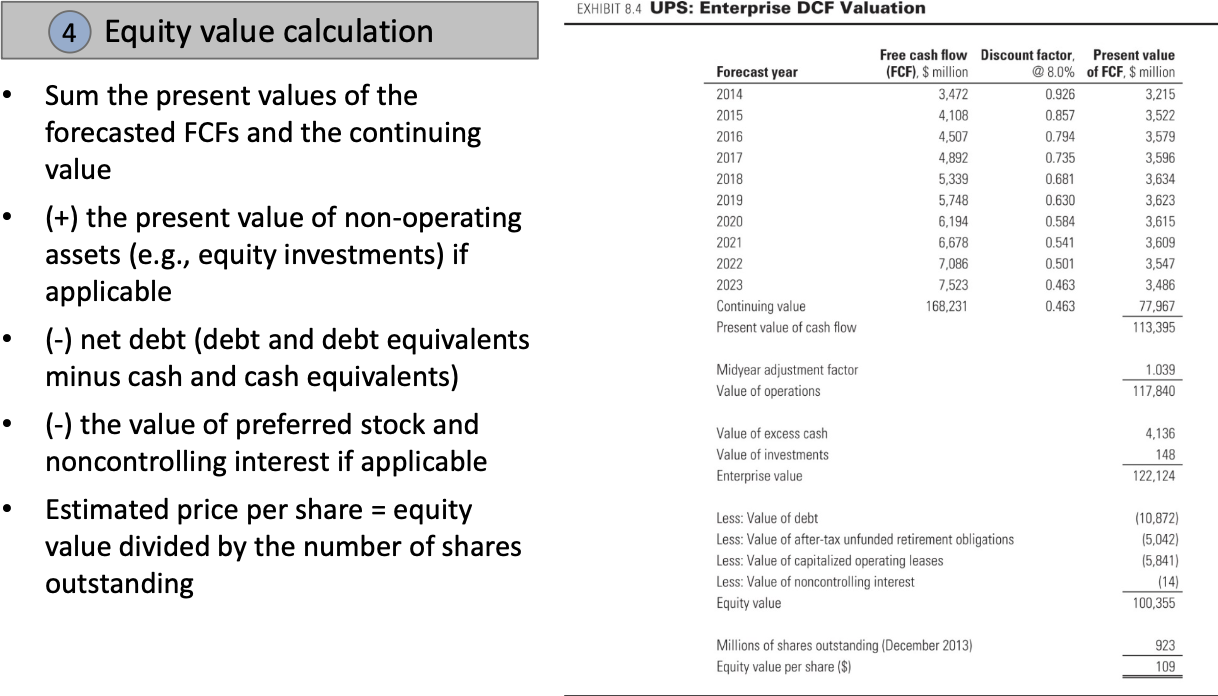 4 Equity value calculation
• Sum the present values of the
forecasted FCFs and the continuing
value
• (+) the present value of non-operating
assets (e.g., equity investments) if
applicable
• (-) net debt (debt and debt equivalents
minus cash and cash equivalents)
• (-) the value of preferred stock and
noncontrolling interest if applicable
• Estimated price per share = equity
value divided by the number of shares
outstanding
EXHIBIT 8.4 UPS: Enterprise DCF Valuation
Free cash flow Discount factor, Present value
Forecast year (FCF), $ million @ 8.0% of FCF, $ million
2014 3,472 0.926 3,215
2015 4,108 0.857 3,522
2016 4,507 0.794 3,579
2017 4,892 0.735 3,596
2018 5,339 0.681 3,634
2019 5,748 0.630 3,623
2020 6,194 0.584 3,615
2021 6,678 0.541 3,609
2022 7,086 0.501 3,547
2023 7,523 0.463 3,486
Continuing value 168,231 0.463 77,967
Present value of cash flow 113,395
Midyear adjustment factor 1.039
Value of operations 117,840
Value of excess cash 4,136
Value of investments 148
Enterprise value 122,124
Less: Value of debt (10,872)
Less: Value of after-tax unfunded retirement obligations (5,042)
Less: Value of capitalized operating leases (5,841)
Less: Value of noncontrolling interest (14)
Equity value 100,355
Millions of shares outstanding (December 2013) 923
Equity value per share ($) 109